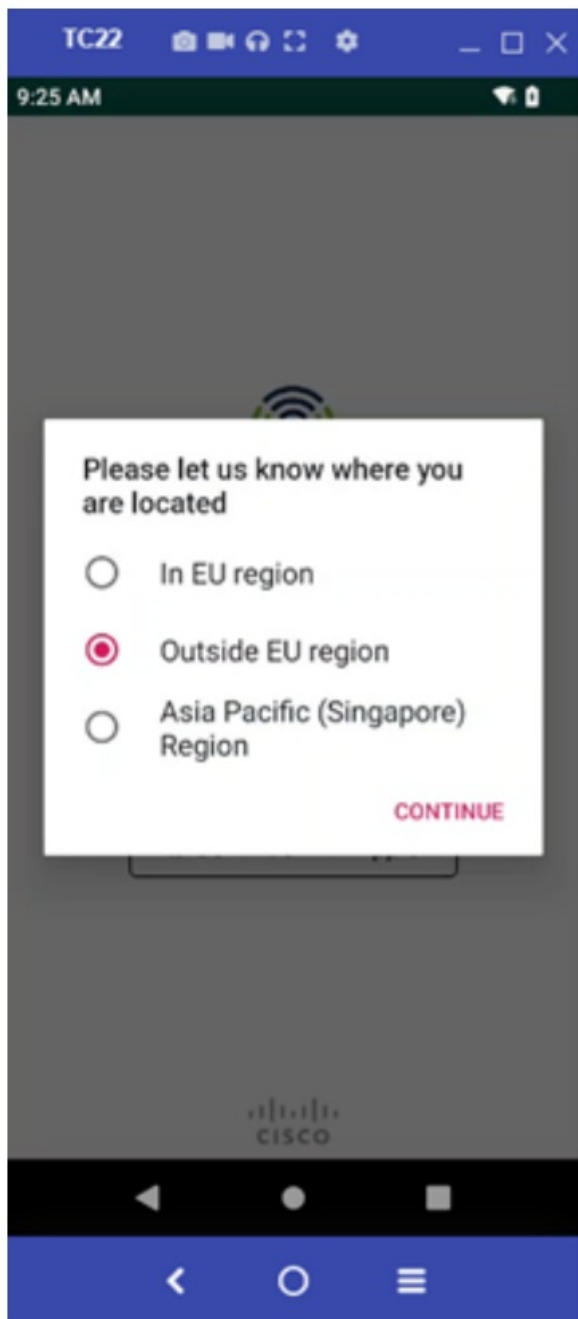 TC22
9:25 AM
Please let us know where you
are located
In EU region
Outside EU region
Asia Pacific (Singapore)
Region
CONTINUE
CISCO